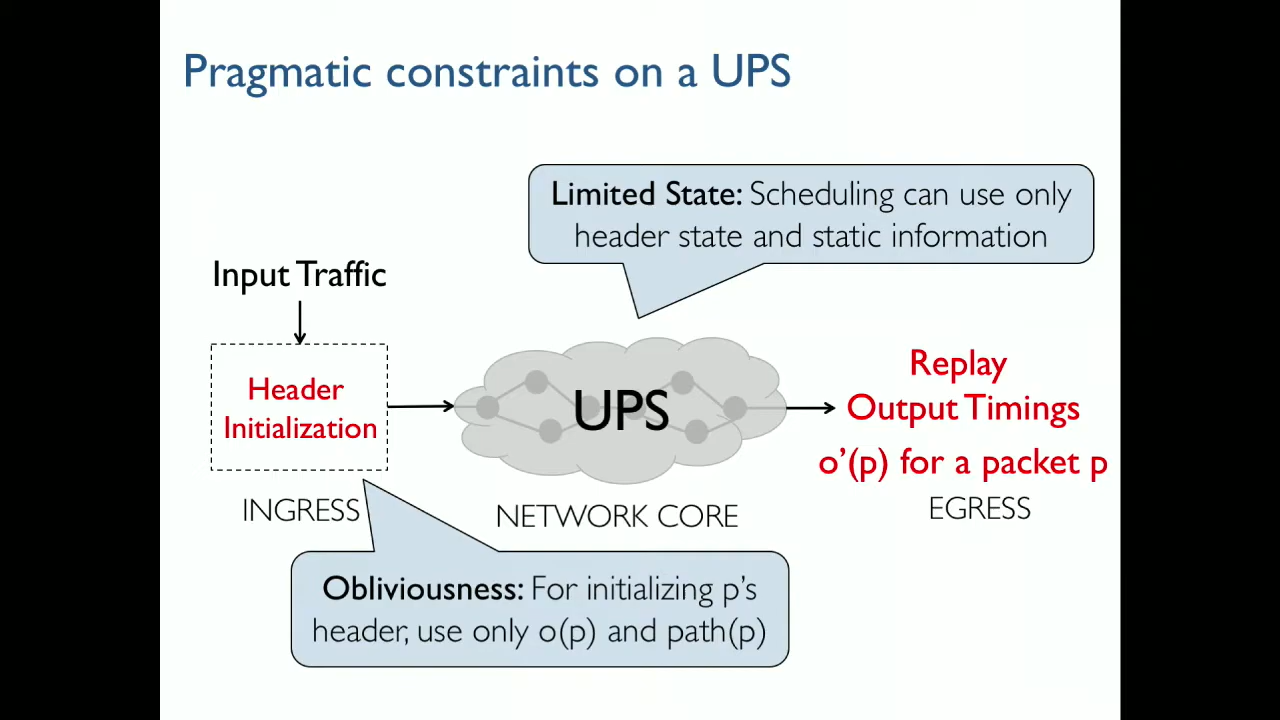 Pragmatic constraints on a UPS
Limited State: Scheduling can use only
header state and static information
Input Traffic
Header
Initialization
UPS
Replay
Output Timings
o’(p) for a packet p
INGRESS
NETWORK CORE
EGRESS
Obliviousness: For initializing p’s
header, use only o(p) and path(p)